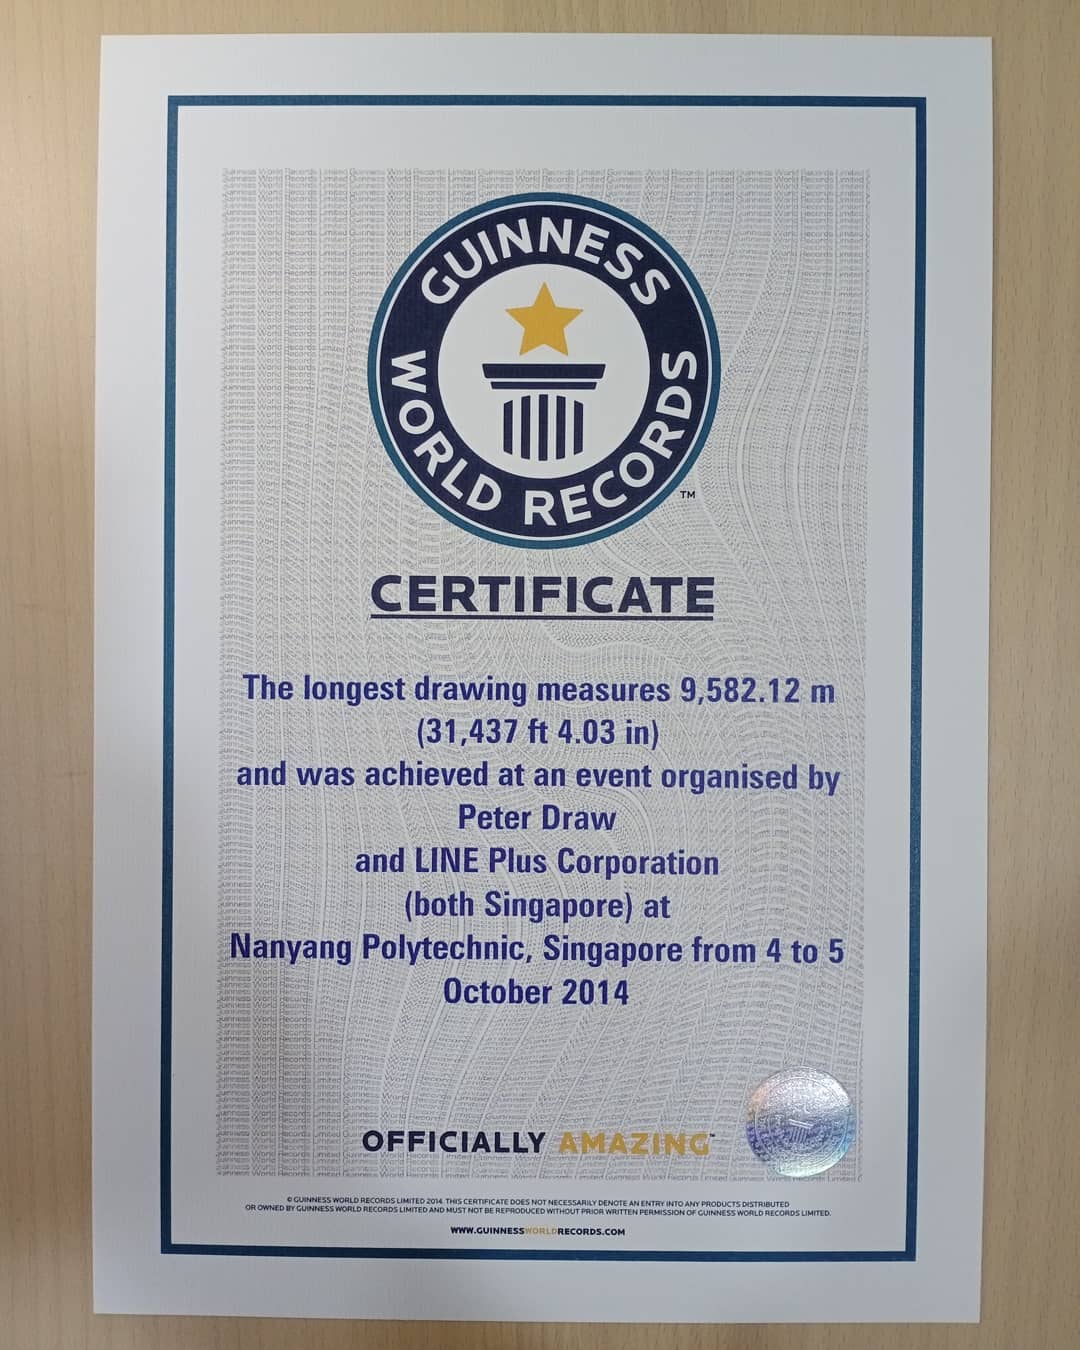 GUINNESS
WORLD RECORDS
TM
CERTIFICATE
The longest drawing measures 9,582.12 m
(31,437 ft 4.03 in)
and was achieved at an event organised by
Peter Draw
and LINE Plus Corporation
(both Singapore) at
Nanyang Polytechnic, Singapore from 4 to 5
October 2014
OFFICIALLY AMAZING
© GUINNESS WORLD RECORDS LIMITED 2014. THIS CERTIFICATE DOES NOT NECESSARILY DENOTE AN ENTRY INTO ANY PRODUCTS DISTRIBUTED
OR OWNED BY GUINNESS WORLD RECORDS LIMITED AND MUST NOT BE REPRODUCED WITHOUT PRIOR WRITTEN PERMISSION OF GUINNESS WORLD RECORDS LIMITED.
WWW.GUINNESSWORLDRECORDS.COM